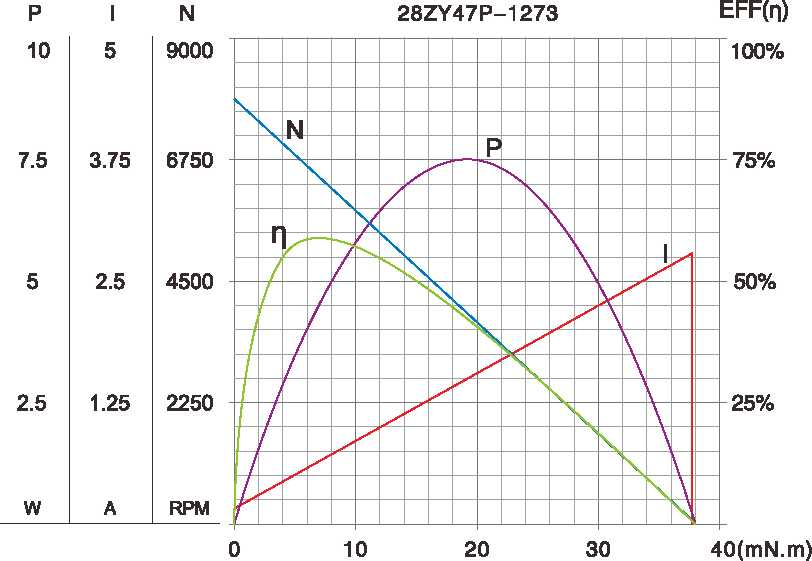 P I N 28ZY47P-1273 EFF(η)
10 5 9000 100%
N
7.5 3.75 6750 P 75%
η I
5 2.5 4500 50%
2.5 1.25 2250 25%
W A RPM
0 10 20 30 40(mN.m)